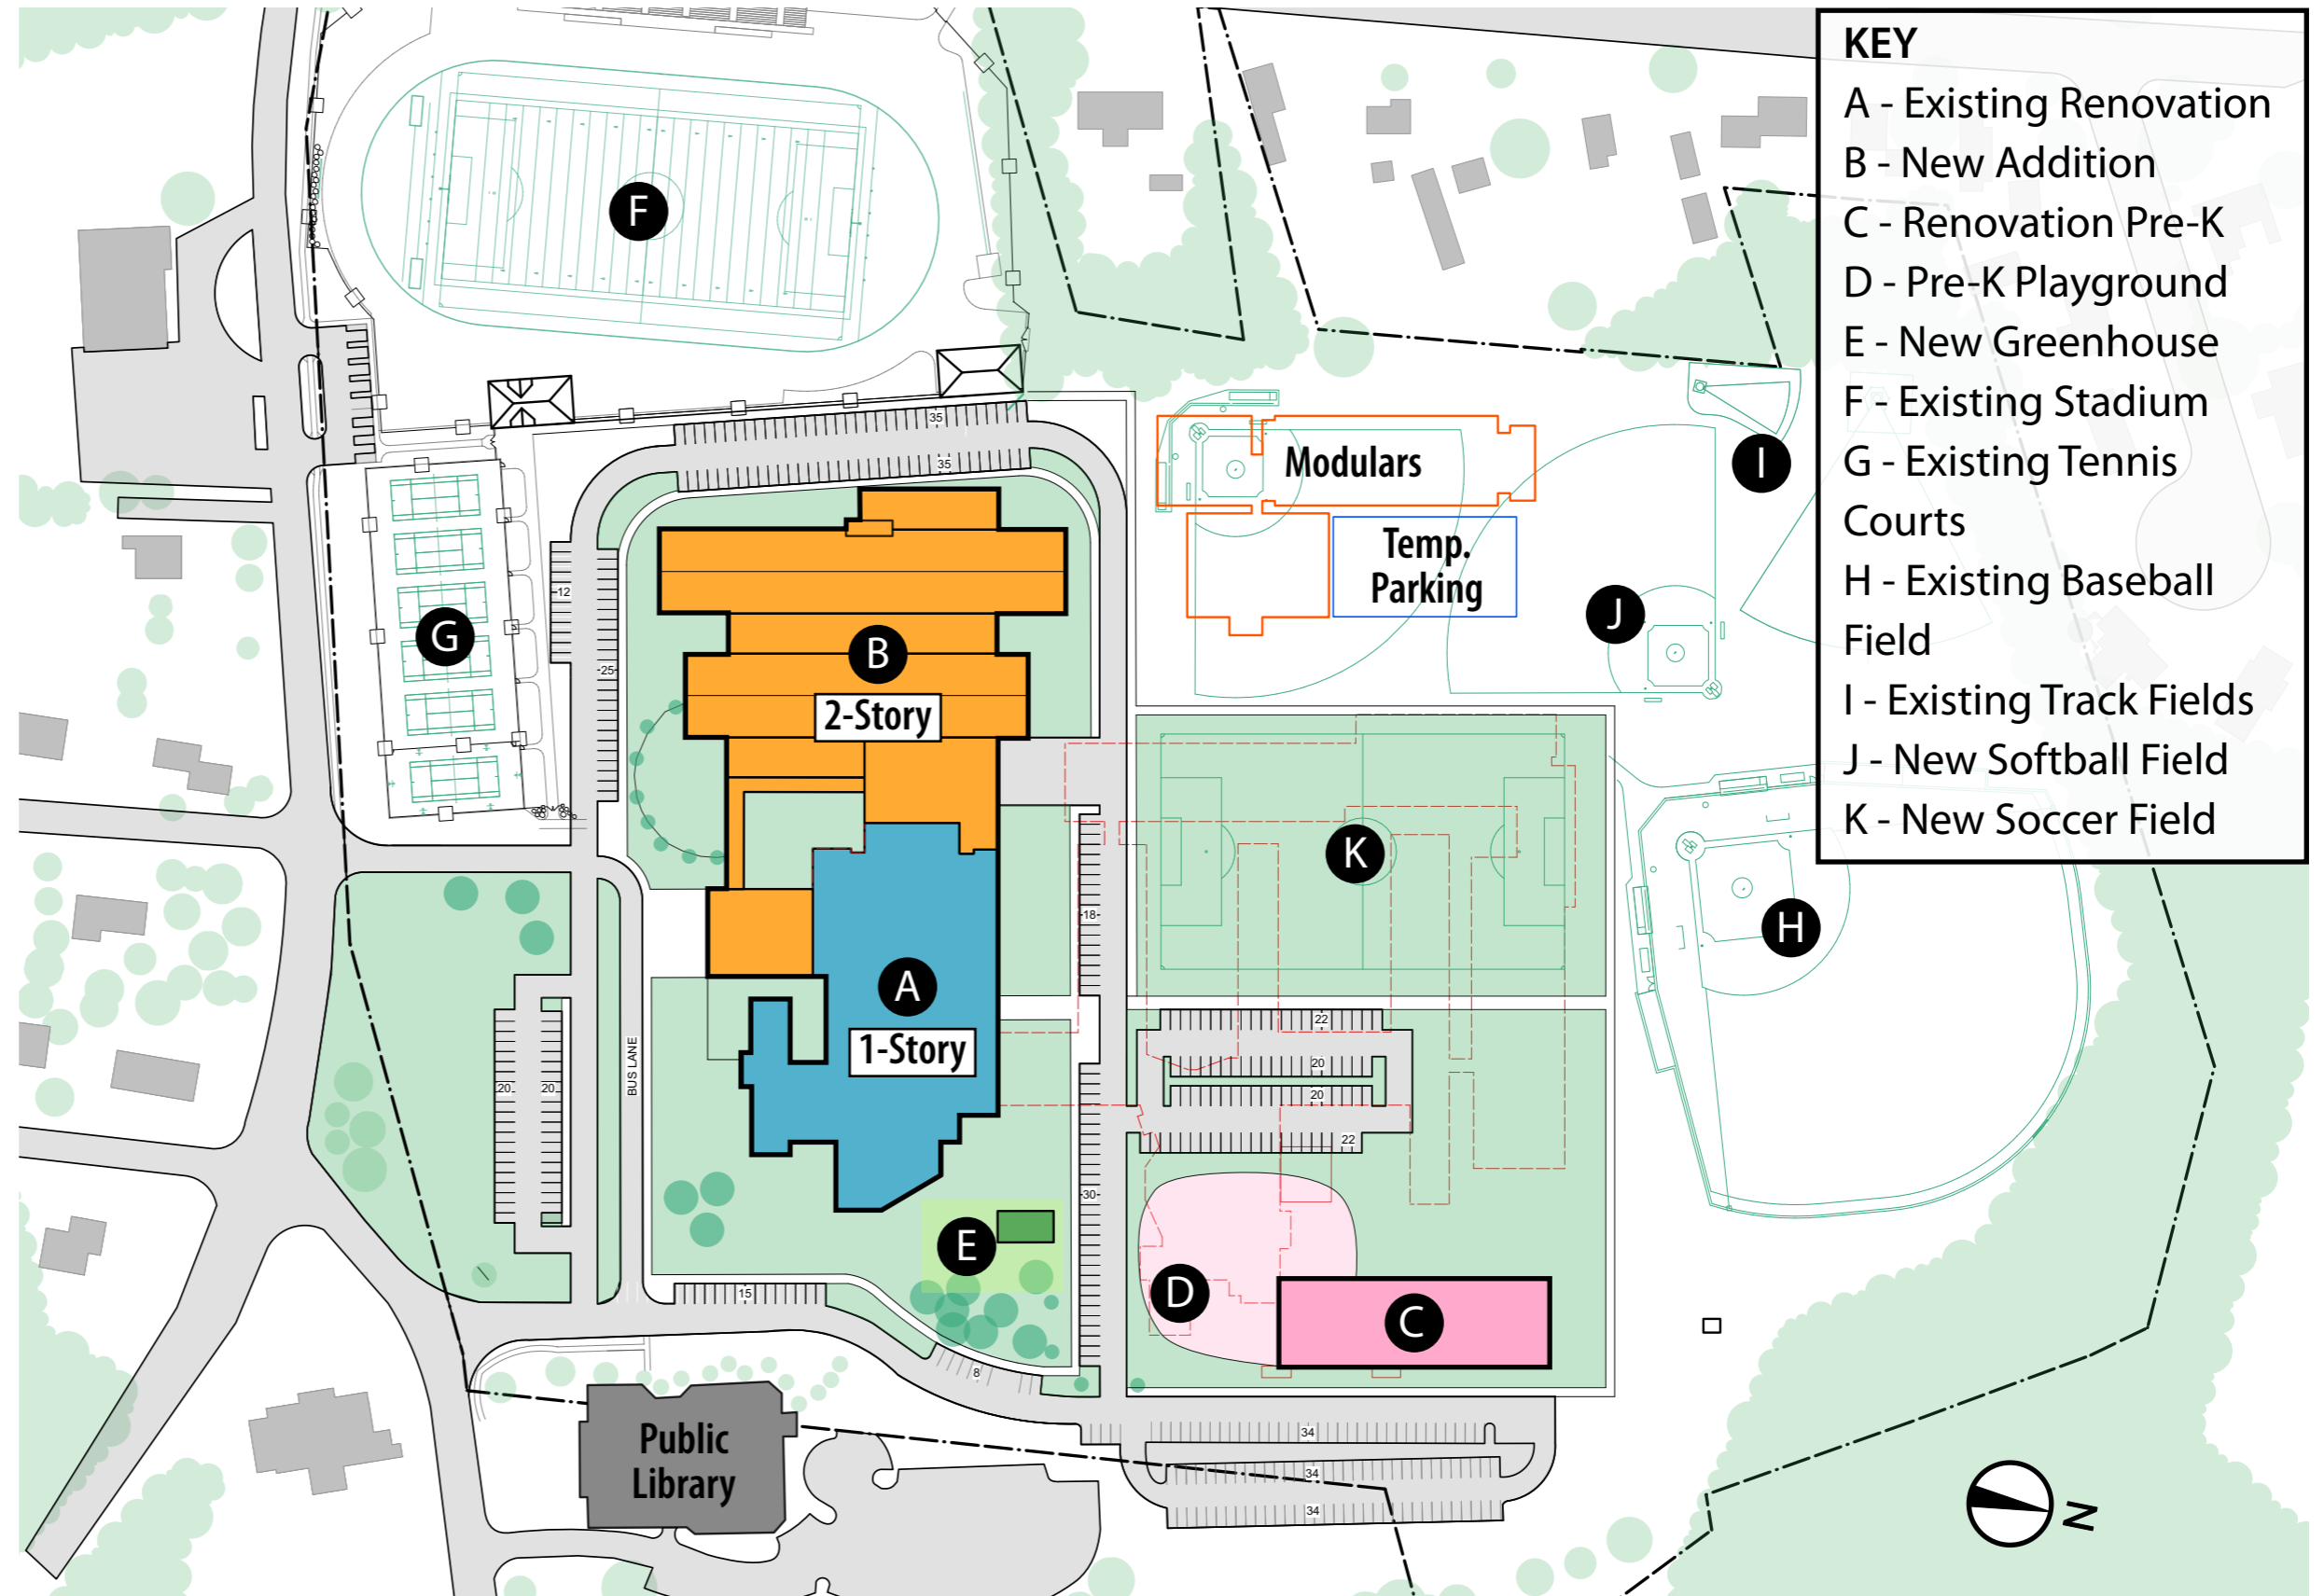 KEY
A - Existing Renovation
B - New Addition
C - Renovation Pre-K
D - Pre-K Playground
E - New Greenhouse
F - Existing Stadium
G - Existing Tennis
Courts
H - Existing Baseball
Field
I - Existing Track Fields
J - New Softball Field
K - New Soccer Field
F
35
35
Modulars
I
Temp.
Parking
12
J
G
25
B
2-Story
K
18
H
A
22
1-Story
20
20
20
20
BUS LANE
22
30
E
D
15
C
8
34
Public
Library
34
34
N